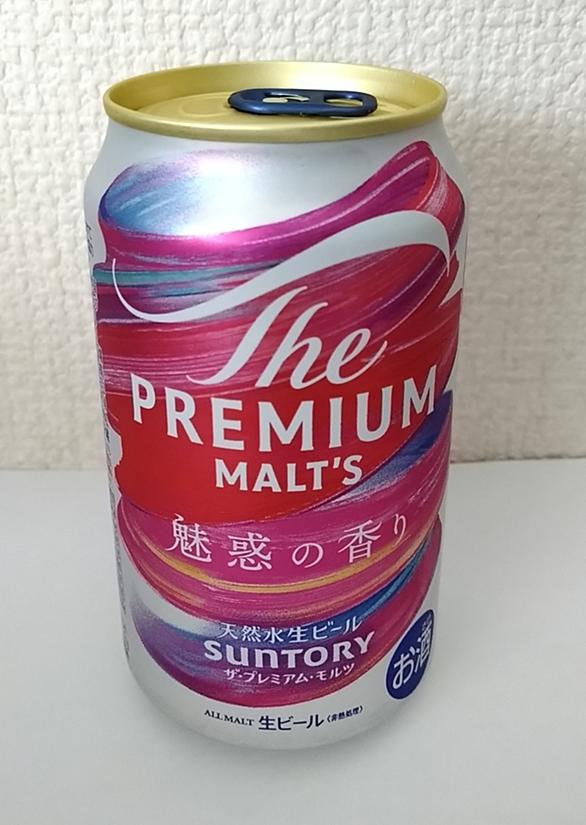 The
PREMIUM
MALT'S
魅惑の香り
天然水生ビール
SUNTORY
ザ・プレミアム・モルツ
お酒
ALL MALT 生ビール〈非熱処理〉